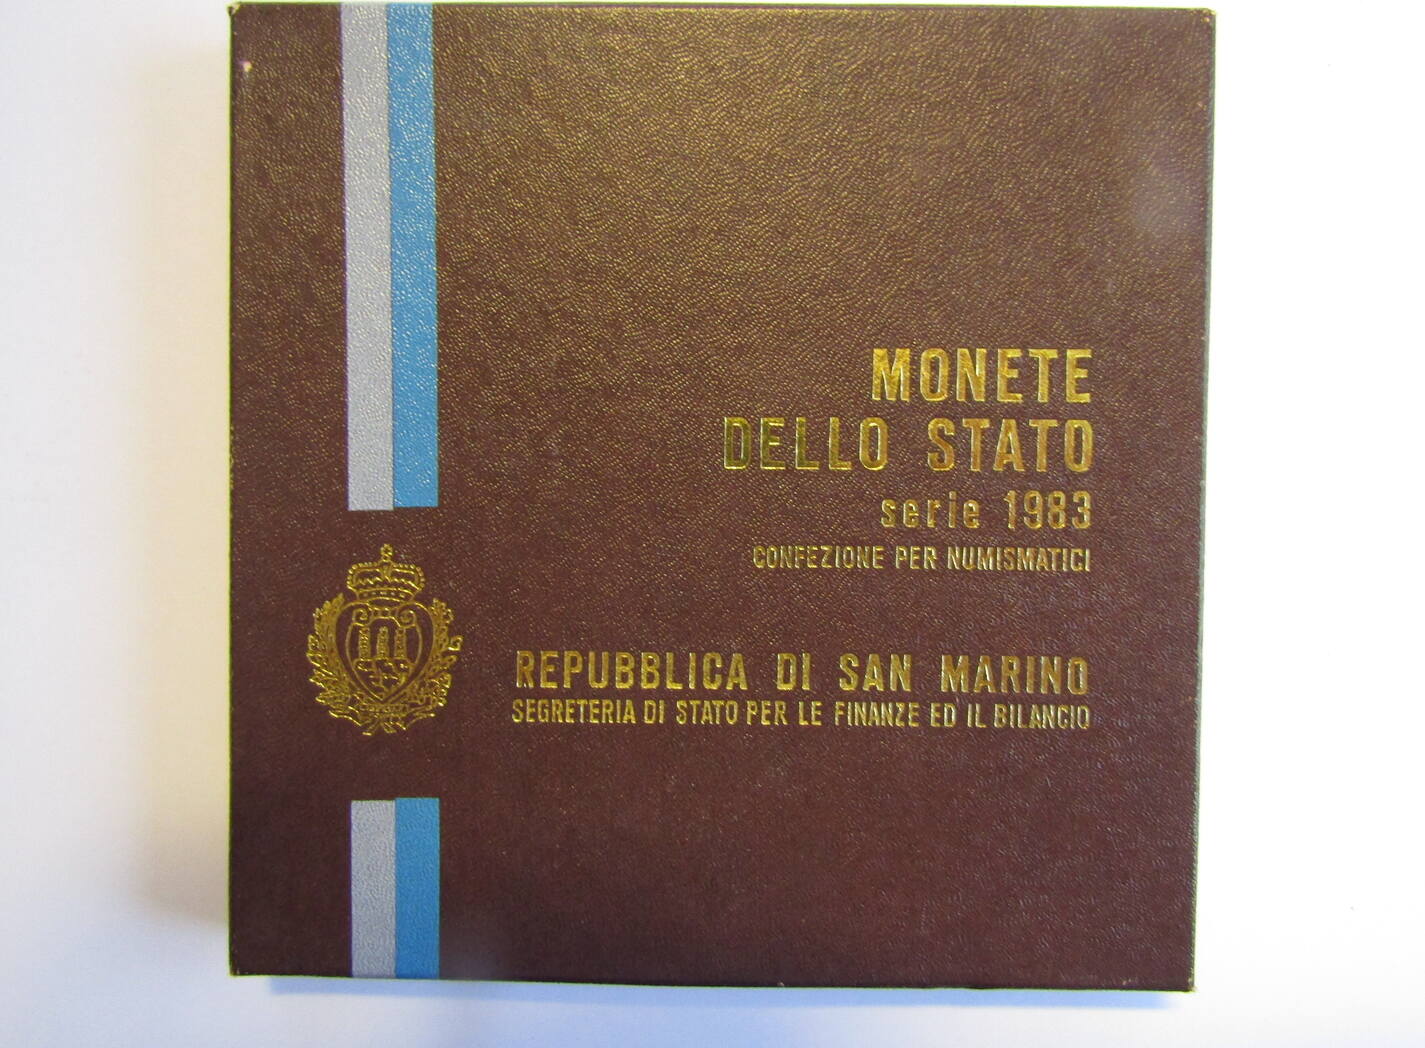 MONETE
DELLO STATO
serie 1983
CONFEZIONE PER NUMISMATICI
REPUBBLICA DI SAN MARINO
SEGRETERIA DI STATO PER LE FINANZE ED IL BILANCIO